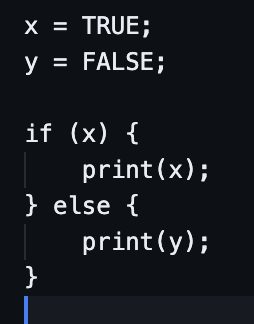 x = TRUE;
y = FALSE;

if (x) {
    print(x);
} else {
    print(y);
}